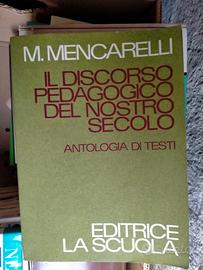 M. MENCARELLI
IL DISCORSO
PEDAGOGICO
DEL NOSTRO
SECOLO
ANTOLOGIA DI TESTI
EDITRICE
LA SCUOLA